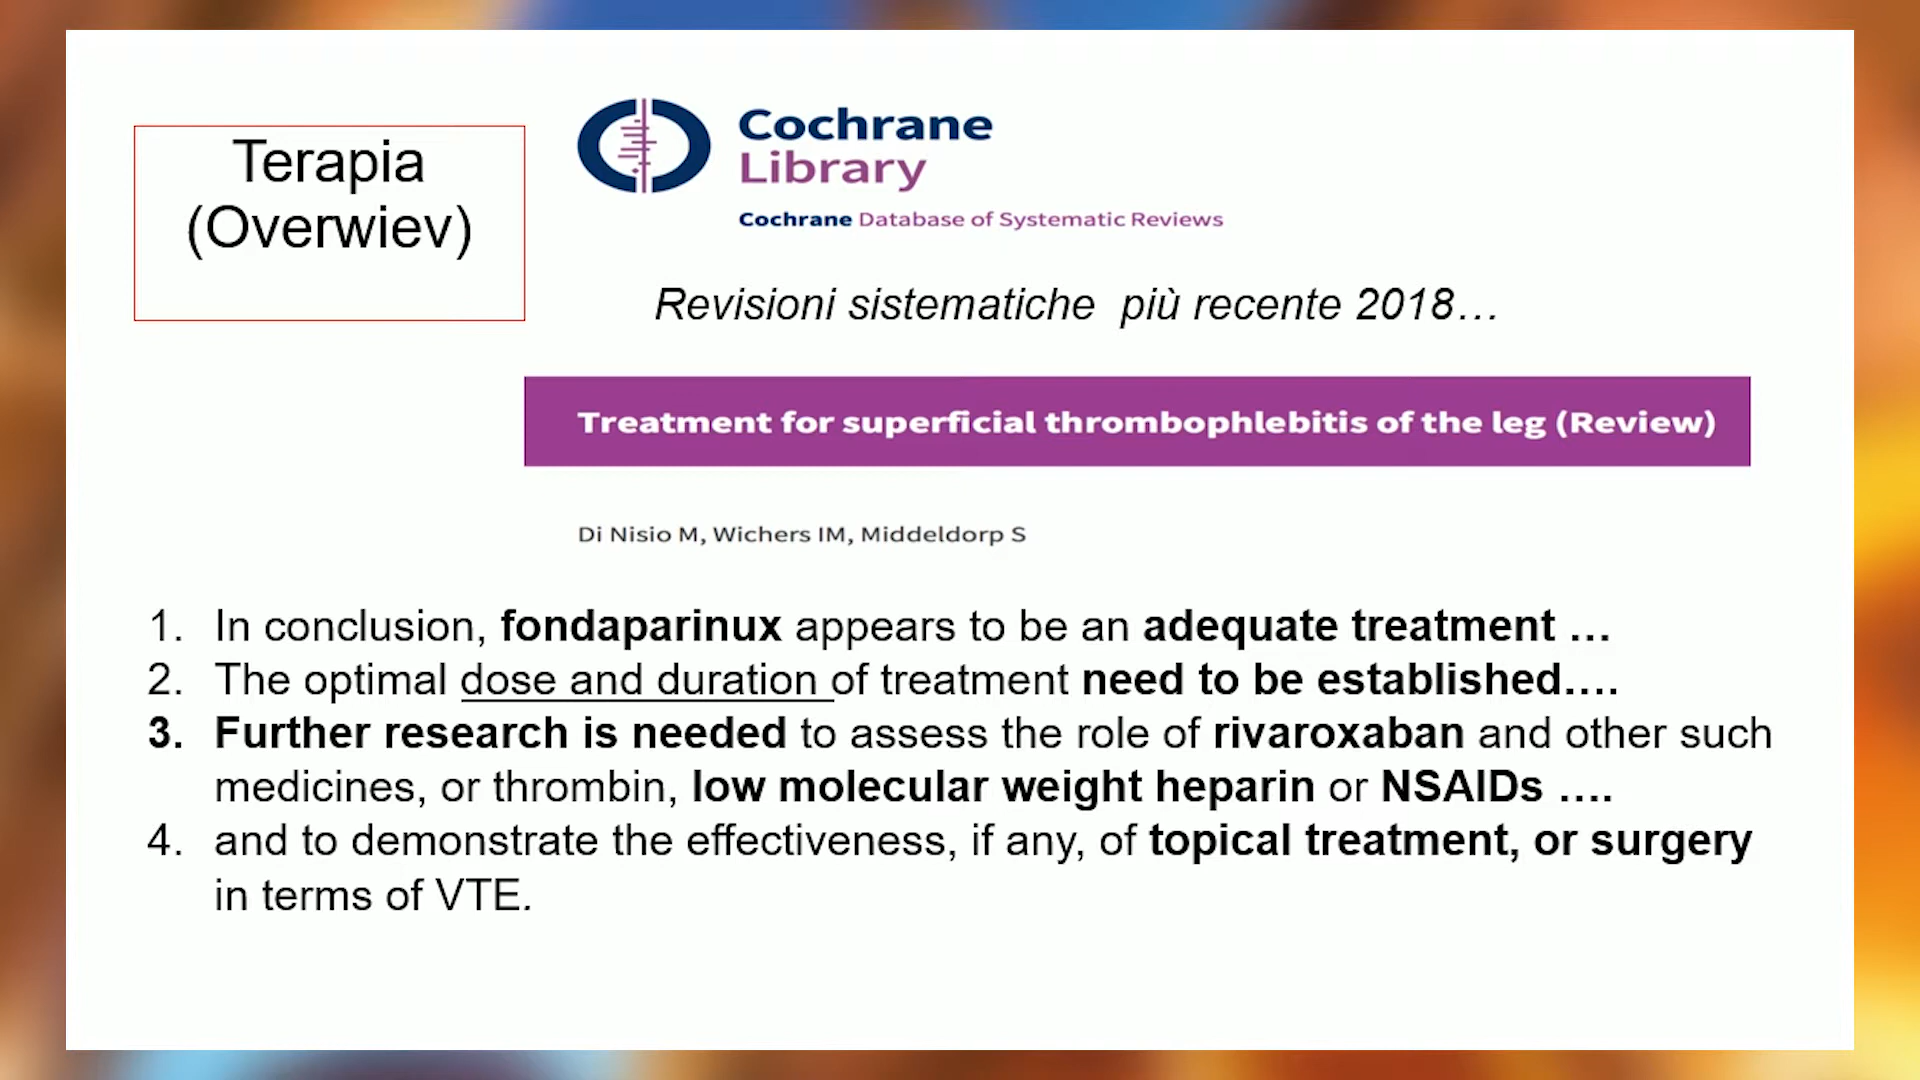 Terapia
(Overwiev)
Cochrane
Library
Cochrane Database of Systematic Reviews
Revisioni sistematiche più recente 2018…
Treatment for superficial thrombophlebitis of the leg (Review)
Di Nisio M, Wichers IM, Middeldorp S
1. In conclusion, fondaparinux appears to be an adequate treatment …
2. The optimal dose and duration of treatment need to be established….
3. Further research is needed to assess the role of rivaroxaban and other such
medicines, or thrombin, low molecular weight heparin or NSAIDs ….
4. and to demonstrate the effectiveness, if any, of topical treatment, or surgery
in terms of VTE.